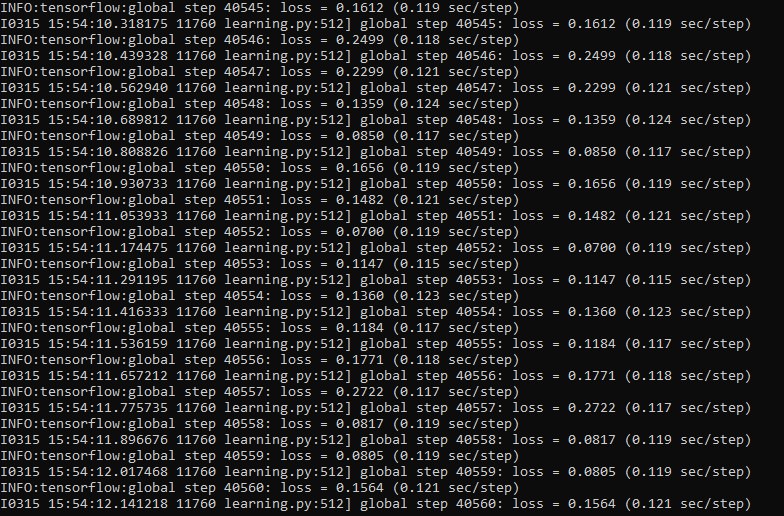 INFO:tensorflow:global step 40545: loss = 0.1612 (0.119 sec/step)
I0315 15:54:10.318175 11760 learning.py:512] global step 40545: loss = 0.1612 (0.119 sec/step)
INFO:tensorflow:global step 40546: loss = 0.2499 (0.118 sec/step)
I0315 15:54:10.439328 11760 learning.py:512] global step 40546: loss = 0.2499 (0.118 sec/step)
INFO:tensorflow:global step 40547: loss = 0.2299 (0.121 sec/step)
I0315 15:54:10.562940 11760 learning.py:512] global step 40547: loss = 0.2299 (0.121 sec/step)
INFO:tensorflow:global step 40548: loss = 0.1359 (0.124 sec/step)
I0315 15:54:10.689812 11760 learning.py:512] global step 40548: loss = 0.1359 (0.124 sec/step)
INFO:tensorflow:global step 40549: loss = 0.0850 (0.117 sec/step)
I0315 15:54:10.808826 11760 learning.py:512] global step 40549: loss = 0.0850 (0.117 sec/step)
INFO:tensorflow:global step 40550: loss = 0.1656 (0.119 sec/step)
I0315 15:54:10.930733 11760 learning.py:512] global step 40550: loss = 0.1656 (0.119 sec/step)
INFO:tensorflow:global step 40551: loss = 0.1482 (0.121 sec/step)
I0315 15:54:11.053933 11760 learning.py:512] global step 40551: loss = 0.1482 (0.121 sec/step)
INFO:tensorflow:global step 40552: loss = 0.0700 (0.119 sec/step)
I0315 15:54:11.174475 11760 learning.py:512] global step 40552: loss = 0.0700 (0.119 sec/step)
INFO:tensorflow:global step 40553: loss = 0.1147 (0.115 sec/step)
I0315 15:54:11.291195 11760 learning.py:512] global step 40553: loss = 0.1147 (0.115 sec/step)
INFO:tensorflow:global step 40554: loss = 0.1360 (0.123 sec/step)
I0315 15:54:11.416333 11760 learning.py:512] global step 40554: loss = 0.1360 (0.123 sec/step)
INFO:tensorflow:global step 40555: loss = 0.1184 (0.117 sec/step)
I0315 15:54:11.536159 11760 learning.py:512] global step 40555: loss = 0.1184 (0.117 sec/step)
INFO:tensorflow:global step 40556: loss = 0.1771 (0.118 sec/step)
I0315 15:54:11.657212 11760 learning.py:512] global step 40556: loss = 0.1771 (0.118 sec/step)
INFO:tensorflow:global step 40557: loss = 0.2722 (0.117 sec/step)
I0315 15:54:11.775735 11760 learning.py:512] global step 40557: loss = 0.2722 (0.117 sec/step)
INFO:tensorflow:global step 40558: loss = 0.0817 (0.119 sec/step)
I0315 15:54:11.896676 11760 learning.py:512] global step 40558: loss = 0.0817 (0.119 sec/step)
INFO:tensorflow:global step 40559: loss = 0.0805 (0.119 sec/step)
I0315 15:54:12.017468 11760 learning.py:512] global step 40559: loss = 0.0805 (0.119 sec/step)
INFO:tensorflow:global step 40560: loss = 0.1564 (0.121 sec/step)
I0315 15:54:12.141218 11760 learning.py:512] global step 40560: loss = 0.1564 (0.121 sec/step)